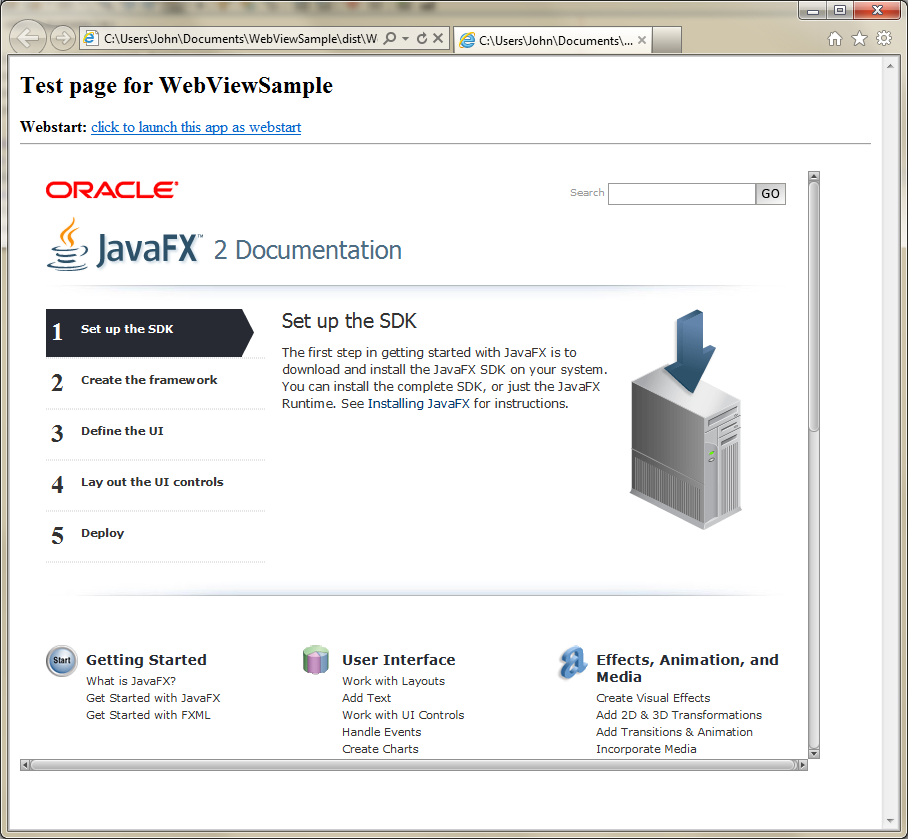 C:\Users\John\Documents\WebViewSample\dist\W
C:\Users\John\Documents\...
Test page for WebViewSample
Webstart: click to launch this app as webstart
ORACLE
Search
GO
JavaFX™ 2 Documentation
1 Set up the SDK
2 Create the framework
3 Define the UI
4 Lay out the UI controls
5 Deploy
Set up the SDK
The first step in getting started with JavaFX is to
download and install the JavaFX SDK on your system.
You can install the complete SDK, or just the JavaFX
Runtime. See Installing JavaFX for instructions.
Start
Getting Started
What is JavaFX?
Get Started with JavaFX
Get Started with FXML
User Interface
Work with Layouts
Add Text
Work with UI Controls
Handle Events
Create Charts
Effects, Animation, and
Media
Create Visual Effects
Add 2D & 3D Transformations
Add Transitions & Animation
Incorporate Media